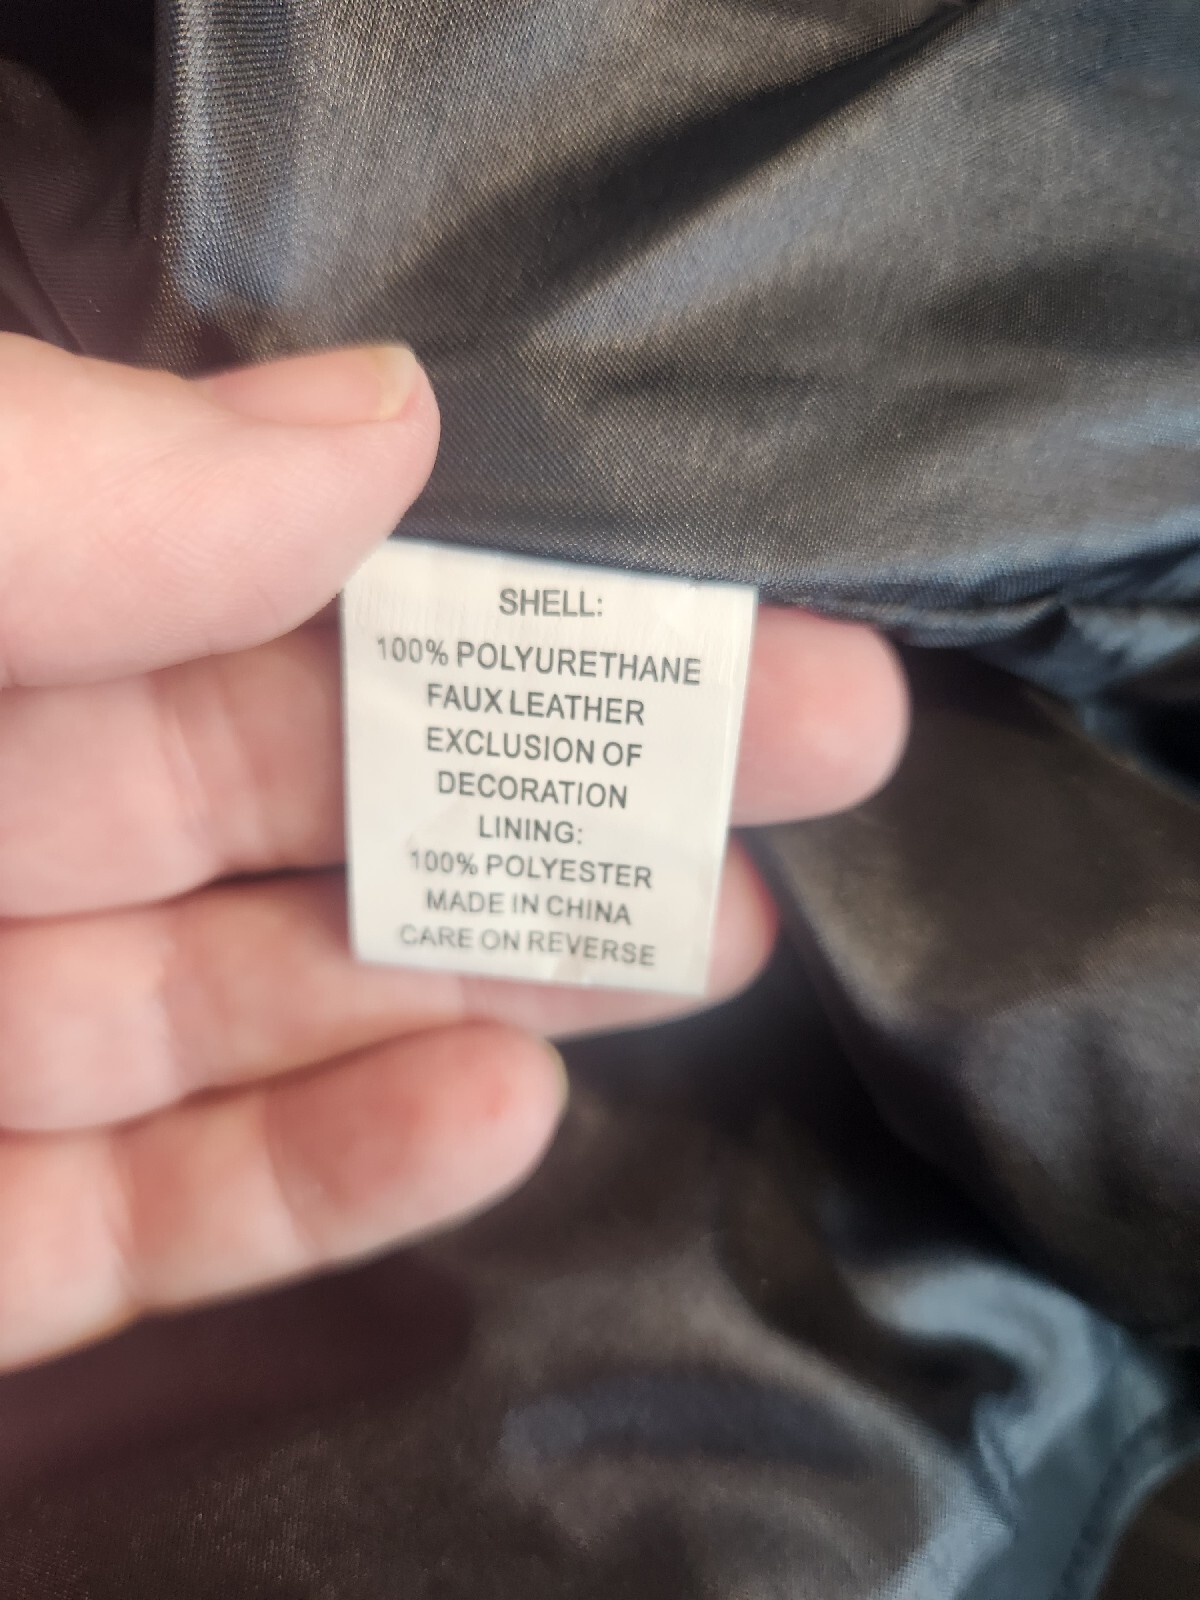 SHELL:
100% POLYURETHANE
FAUX LEATHER
EXCLUSION OF
DECORATION
LINING:
100% POLYESTER
MADE IN CHINA
CARE ON REVERSE